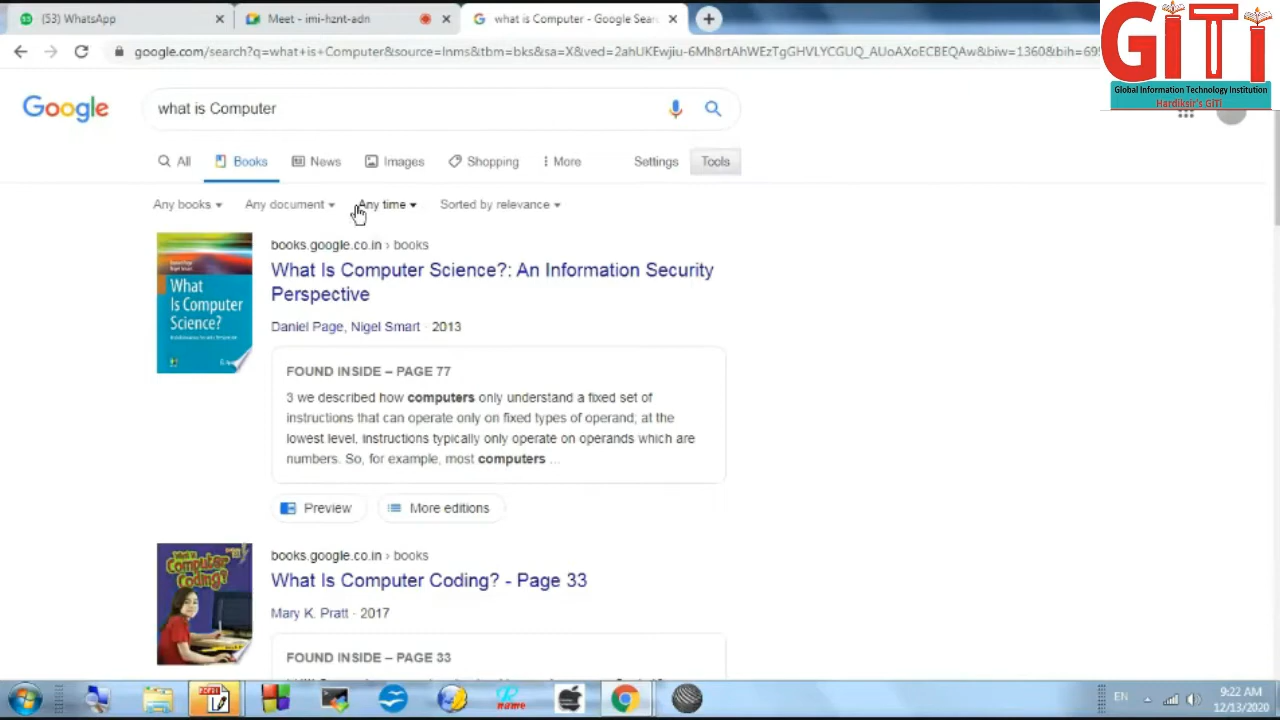 (53) WhatsApp
Meet - imi-hznt-adn
what is Computer - Google Sear
GiTi
google.com/search?q=what+is+Computer&source=lnms&tbm=bks&sa=X&ved=2ahUKEwjiu-6Mh8rtAhWEzTgGHVLYCGUQ_AUoAXoECBEQAw&biw=1360&bih=695
Global Information Technology Institution
Hardiksir's GiTi
Google
what is Computer
All
Books
News
Images
Shopping
More
Settings
Tools
Any books
Any document
Any time
Sorted by relevance
books.google.co.in › books
What Is Computer Science?: An Information Security
Perspective
Daniel Page, Nigel Smart · 2013
What
Is Computer
Science?
FOUND INSIDE – PAGE 77
3 we described how computers only understand a fixed set of
instructions that can operate only on fixed types of operand; at the
lowest level, instructions typically only operate on operands which are
numbers. So, for example, most computers ...
Preview
More editions
books.google.co.in › books
What Is Computer Coding? - Page 33
Mary K. Pratt · 2017
What Is
Computer
Coding?
FOUND INSIDE – PAGE 33
name
EN
9:22 AM
12/13/2020